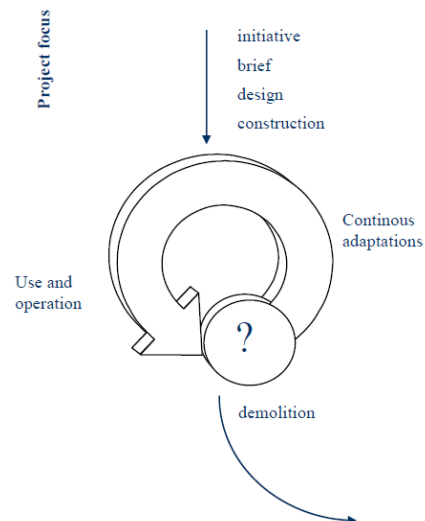 Project focus
initiative
brief
design
construction
Continous
adaptations
Use and
operation
?
demolition